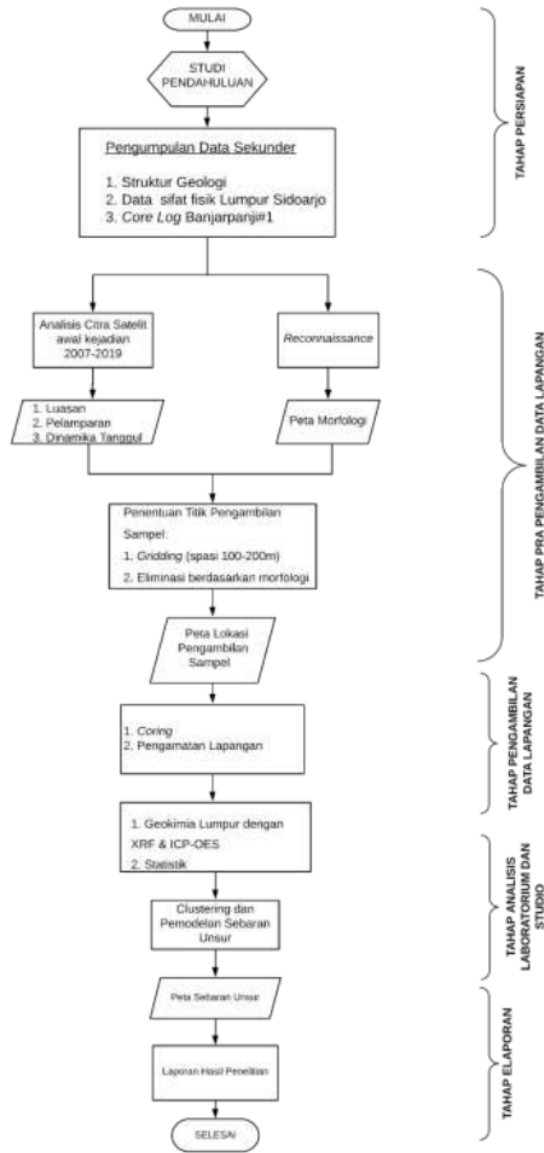 MULAI
STUDI
PENDAHULUAN
Pengumpulan Data Sekunder
1. Struktur Geologi
2. Data sifat fisik Lumpur Sidoarjo
3. Core Log Banjarpanji#1
TAHAP PERSIAPAN
Analisis Citra Satelit
awal kejadian
2007-2019
Reconnaissance
1. Luasan
2. Pelamparan
3. Dinamika Tanggul
Peta Morfologi
Penentuan Titik Pengambilan
Sampel:
1. Gridding (spasi 100-200m)
2. Eliminasi berdasarkan morfologi
Peta Lokasi
Pengambilan
Sampel
TAHAP PRA PENGAMBILAN DATA LAPANGAN
1. Coring
2. Pengamatan Lapangan
TAHAP PENGAMBILAN
DATA LAPANGAN
1. Geokimia Lumpur dengan
XRF & ICP-OES
2. Statistik
Clustering dan
Pemodelan Sebaran
Unsur
TAHAP ANALISIS
LABORATORIUM DAN
STUDIO
Peta Sebaran Unsur
Laporan Hasil Penelitian
SELESAI
TAHAP ELAPORAN